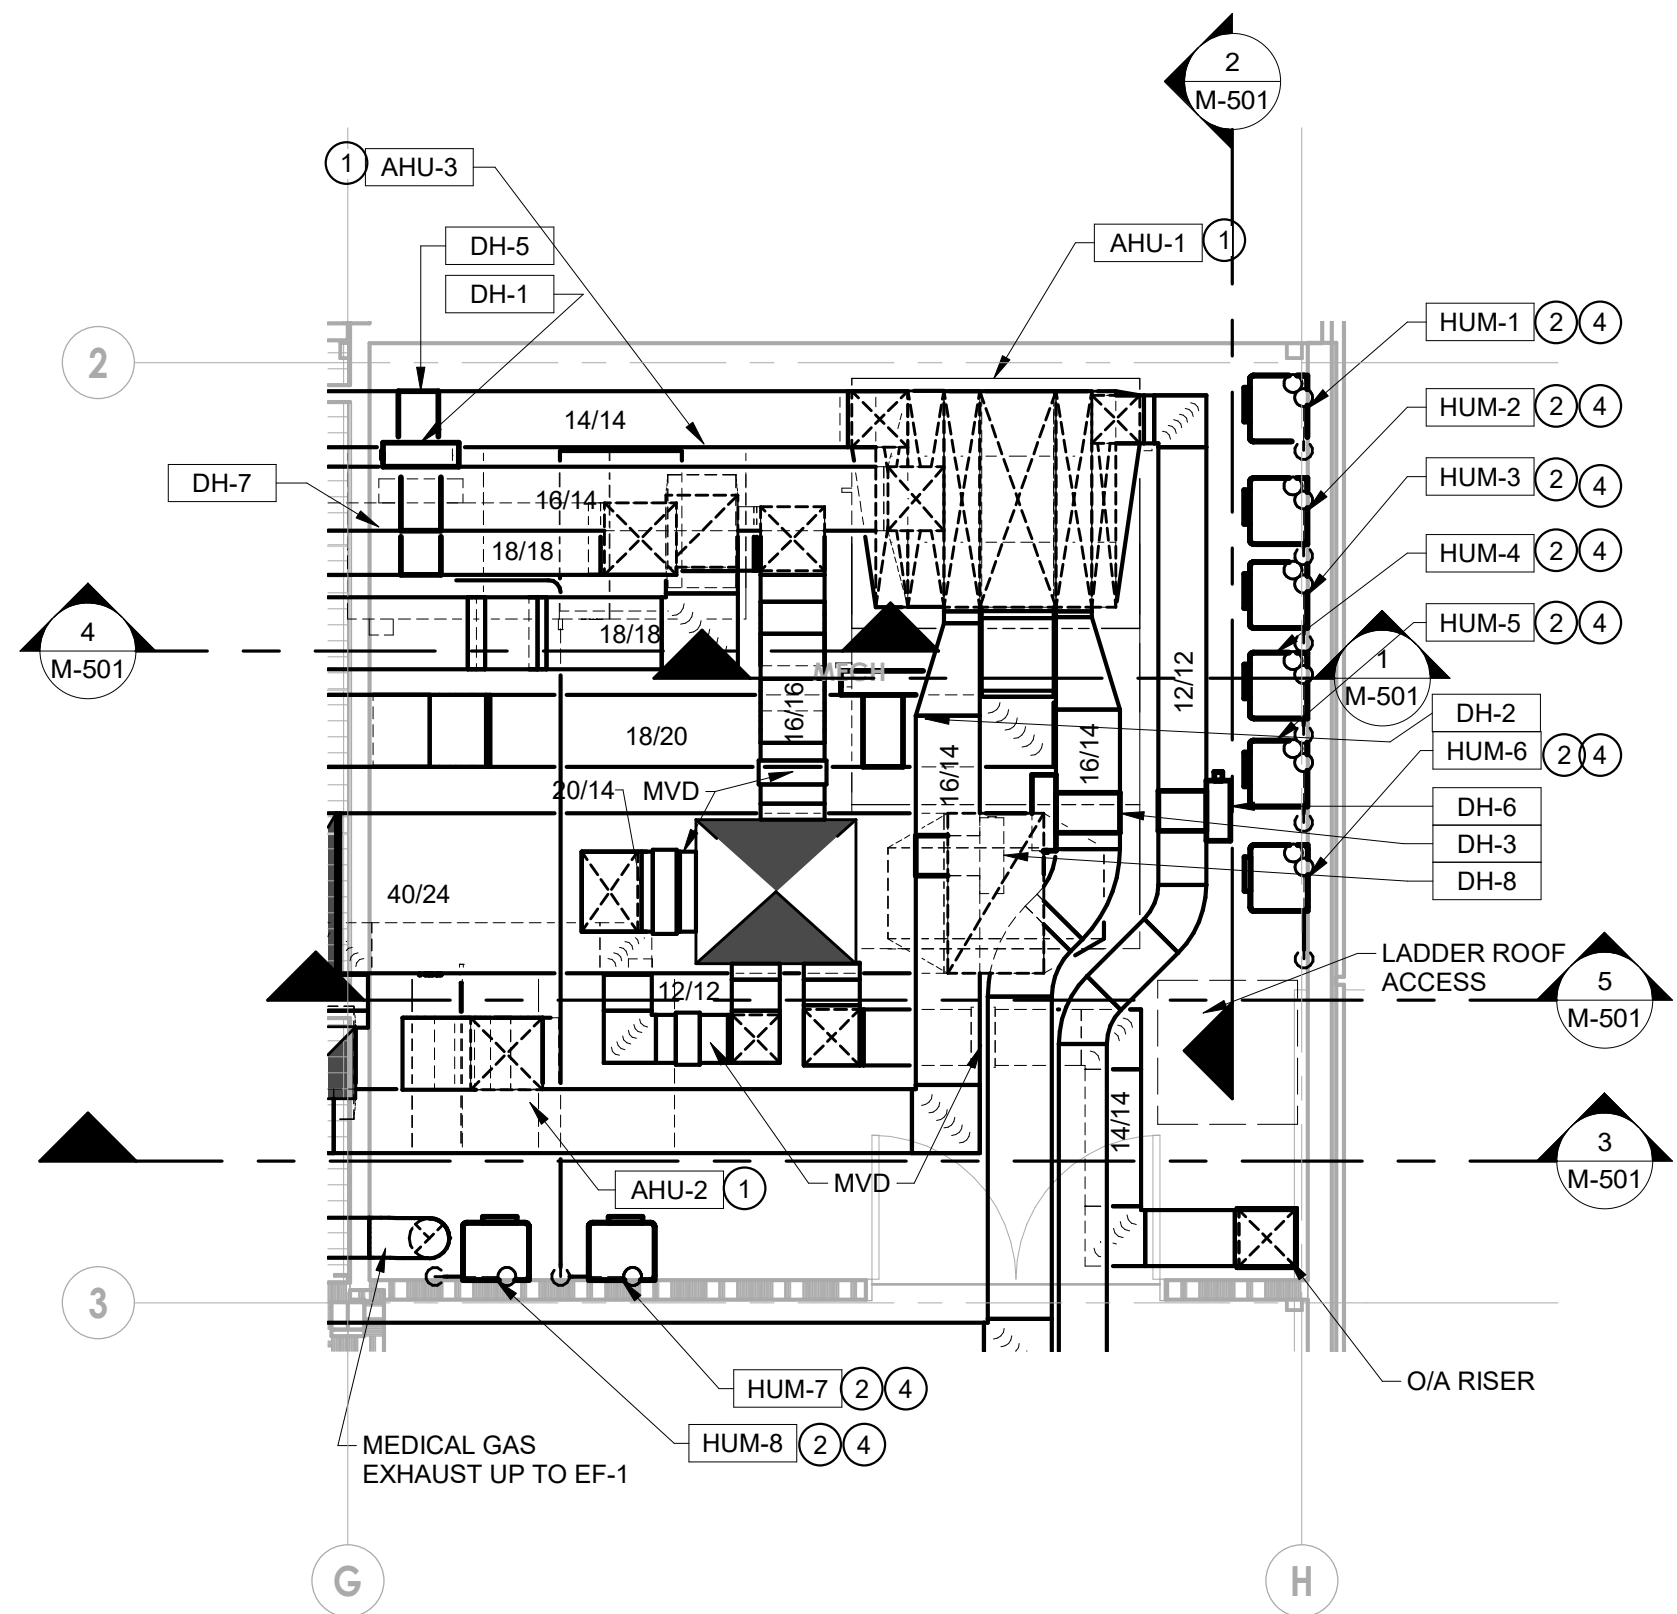 2
M-501
1
AHU-3
DH-5
DH-1
AHU-1
1
HUM-1
2
4
2
HUM-2
2
4
14/14
HUM-3
2
4
DH-7
16/14
18/18
HUM-4
2
4
4
M-501
18/18
HUM-5
2
4
1
M-501
MECH
12/12
16/16
18/20
16/14
16/14
DH-2
HUM-6
2
4
20/14
MVD
DH-6
DH-3
DH-8
40/24
LADDER ROOF
ACCESS
5
M-501
12/12
14/14
3
M-501
AHU-2
1
MVD
3
HUM-7
2
4
O/A RISER
HUM-8
2
4
MEDICAL GAS
EXHAUST UP TO EF-1
G
H